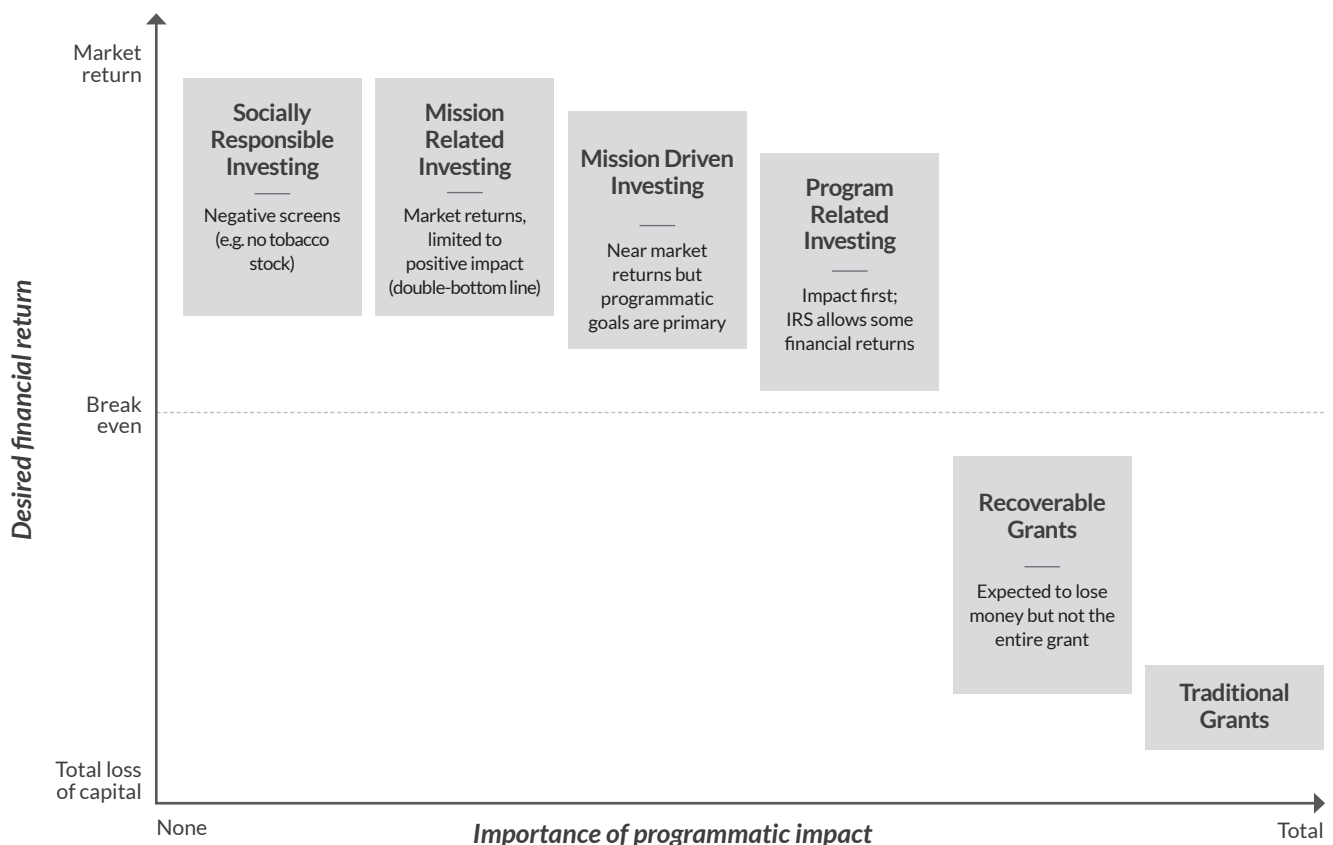 Market
return
Socially
Responsible
Investing
Negative screens
(e.g. no tobacco
stock)
Mission
Related
Investing
Market returns,
limited to
positive impact
(double-bottom line)
Mission Driven
Investing
Near market
returns but
programmatic
goals are primary
Program
Related
Investing
Impact first;
IRS allows some
financial returns
Desired financial return
Break
even
Recoverable
Grants
Expected to lose
money but not the
entire grant
Traditional
Grants
Total loss
of capital
None
Importance of programmatic impact
Total